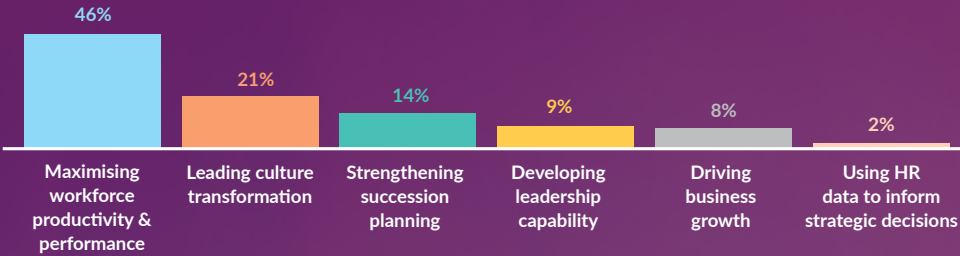 46%
21%
14%
9%
8%
2%
Maximising
workforce
productivity &
performance
Leading culture
transformation
Strengthening
succession
planning
Developing
leadership
capability
Driving
business
growth
Using HR
data to inform
strategic decisions